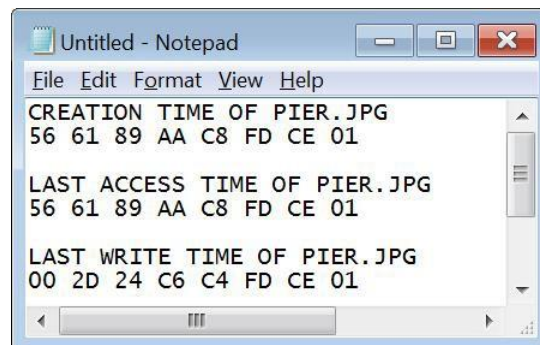 Untitled - Notepad
File Edit Format View Help
CREATION TIME OF PIER.JPG
56 61 89 AA C8 FD CE 01
LAST ACCESS TIME OF PIER.JPG
56 61 89 AA C8 FD CE 01
LAST WRITE TIME OF PIER.JPG
00 2D 24 C6 C4 FD CE 01